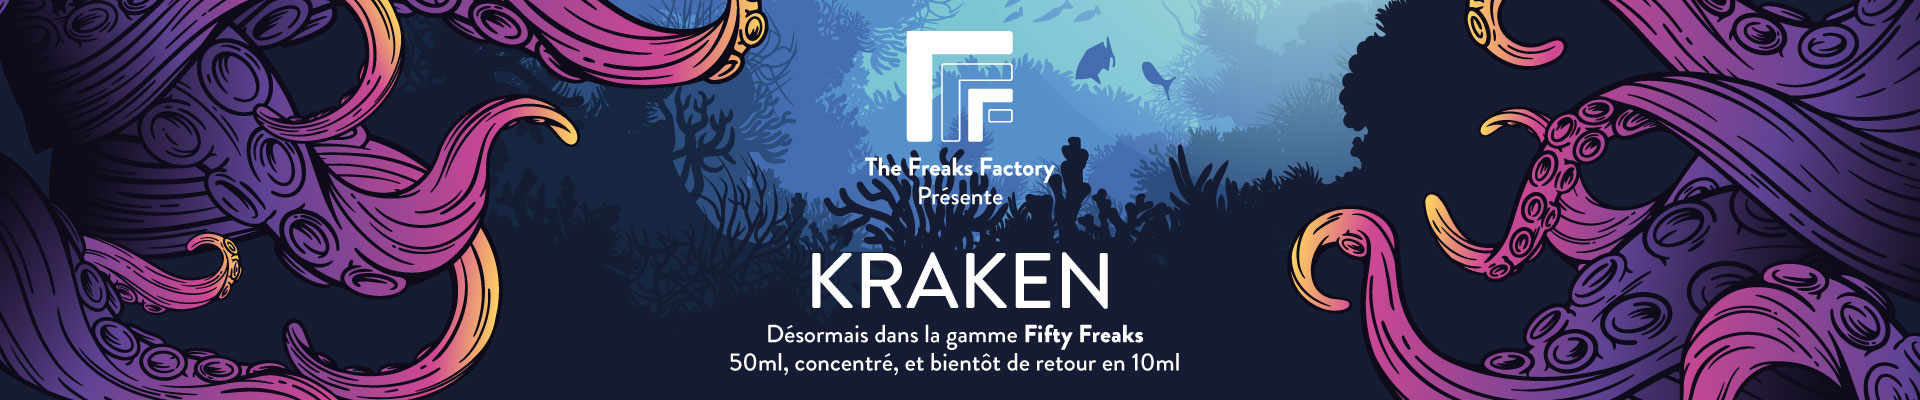 The Freaks Factory
Présente
KRAKEN
Désormais dans la gamme Fifty Freaks
50ml, concentré, et bientôt de retour en 10ml